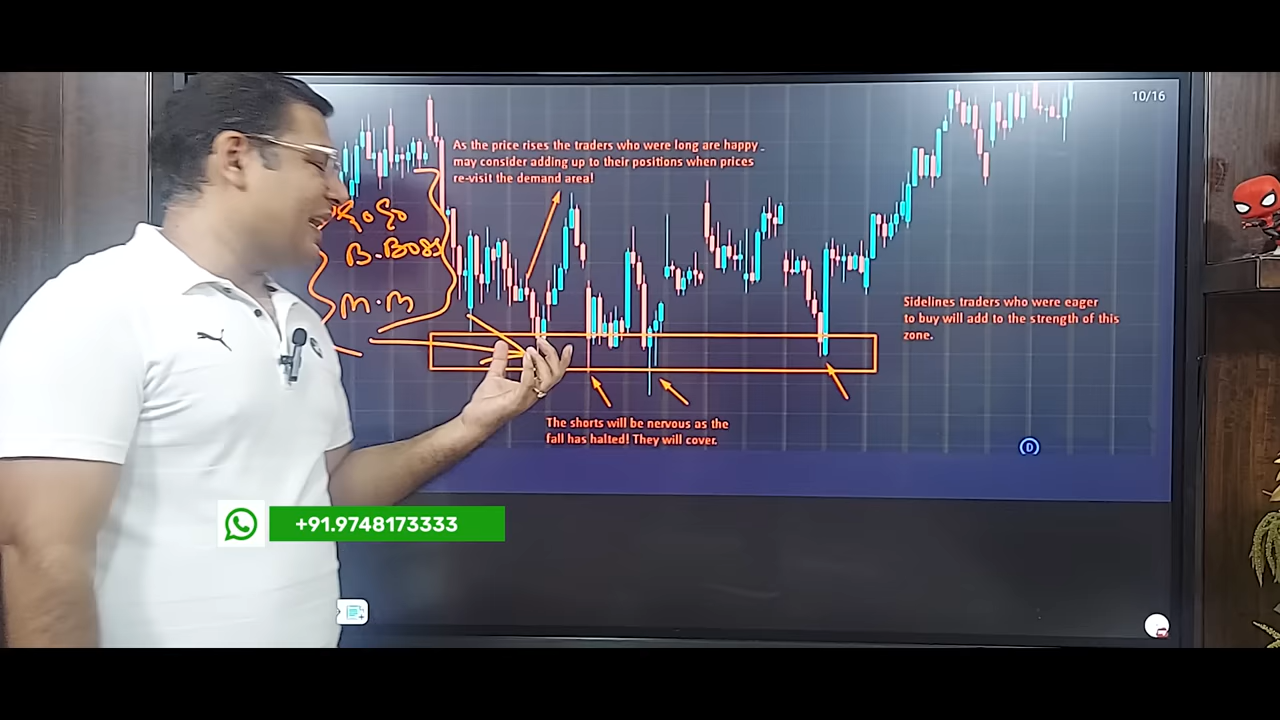 10/16
As the price rises the traders who were long are happy
may consider adding up to their positions when prices
re-visit the demand area!
B.Boss
M.M
Sidelines traders who were eager
to buy will add to the strength of this
zone.
The shorts will be nervous as the
fall has halted! They will cover.
D
+91.9748173333